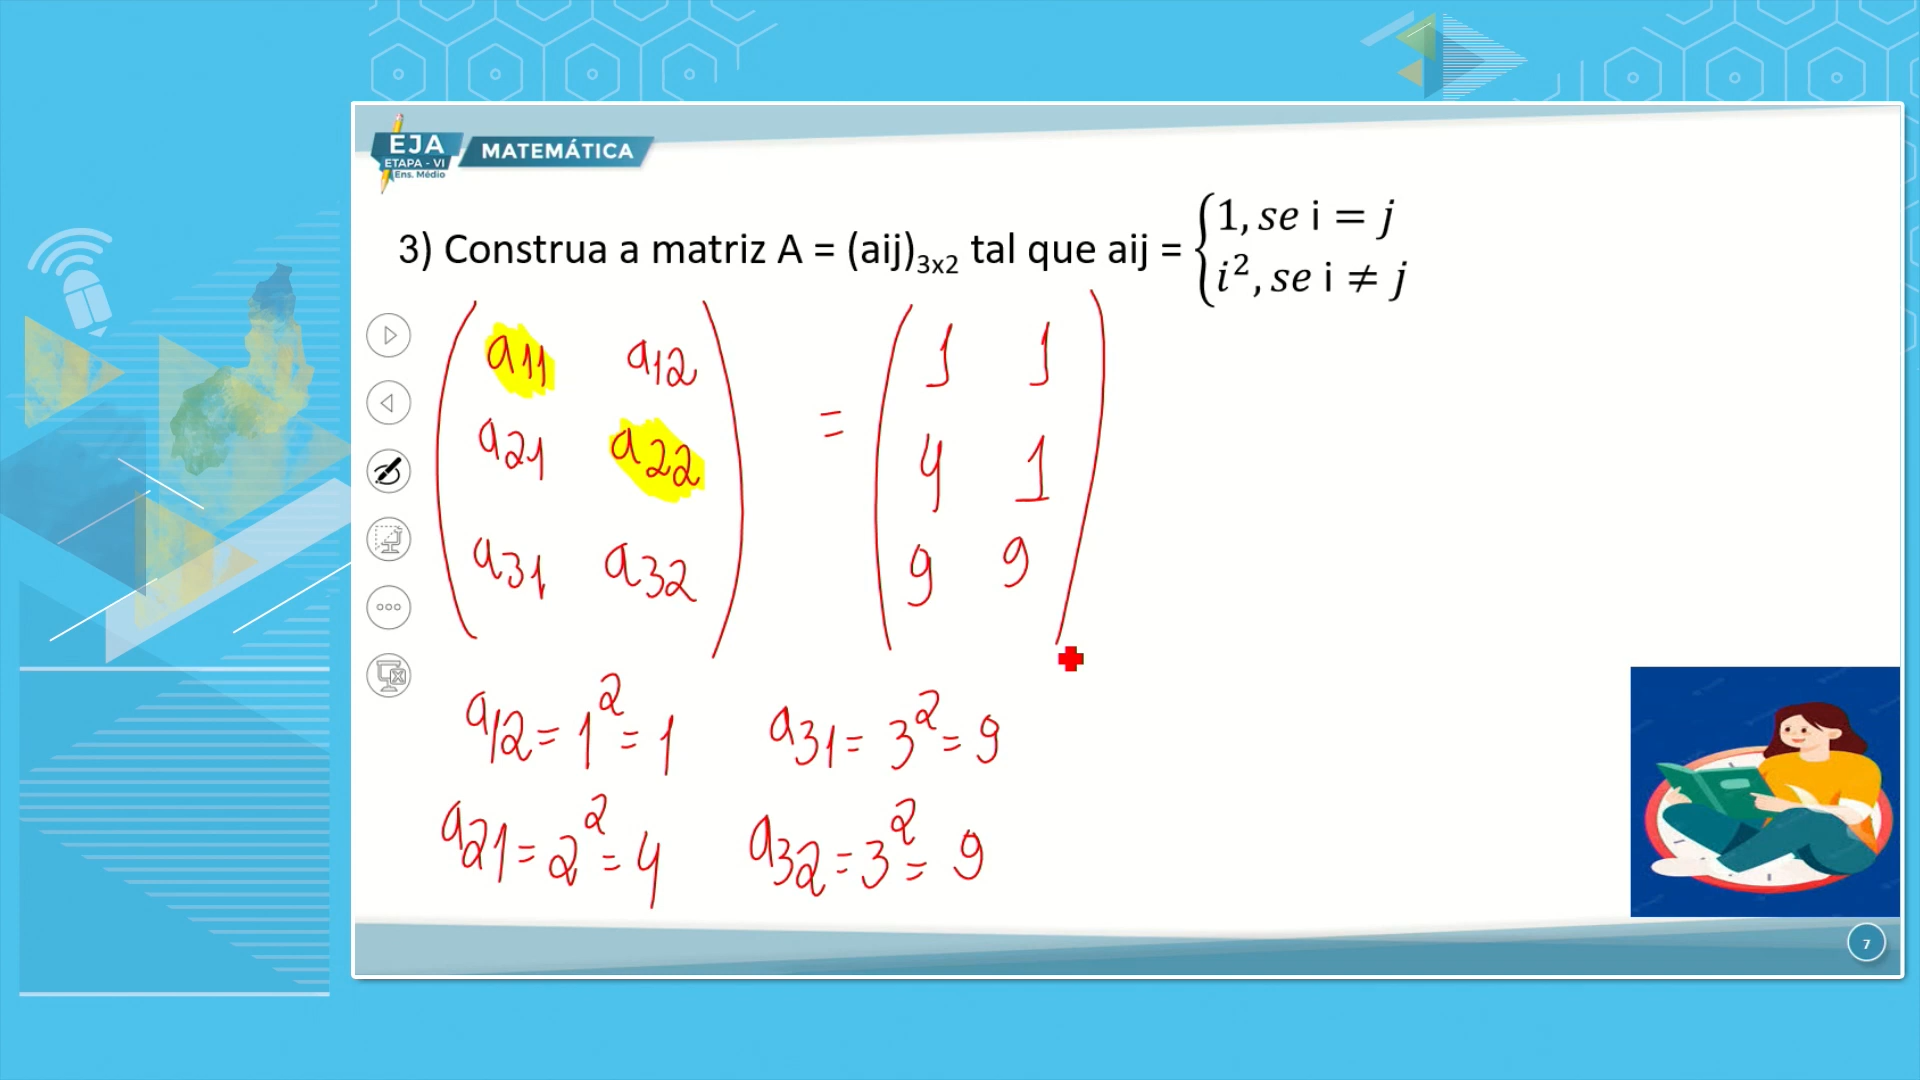 EJA
ETAPA - VI
Ens. Médio
MATEMÁTICA
3) Construa a matriz A = (aij)3x2 tal que aij = {1, se i = j
i², se i ≠ j
a11 a12 = 1 1
a21 a22 4 1
a31 a32 9 9
a12 = 1² = 1 a31 = 3² = 9
a21 = 2² = 4 a32 = 3² = 9
7